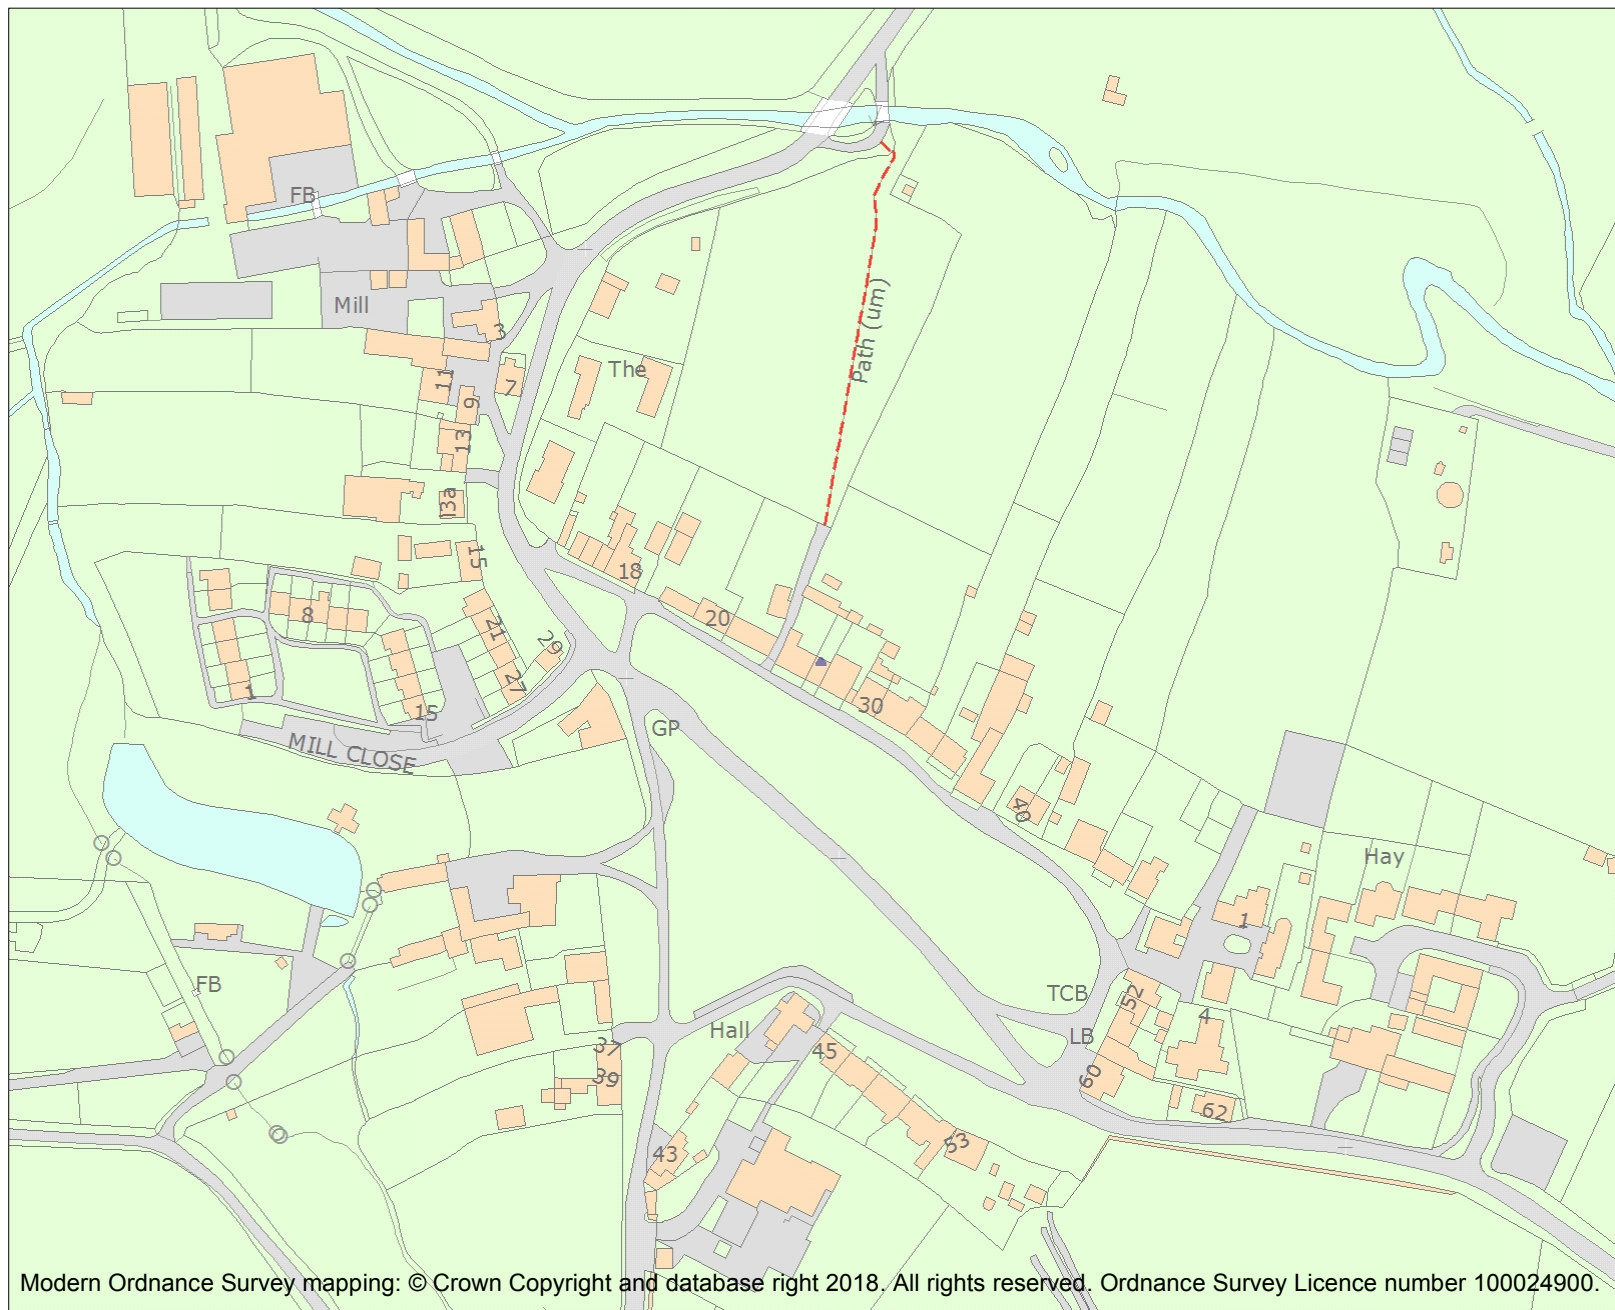 FB
Mill
3
Path (um)
The
11
7
9
13
13a
15
18
8
20
21
29
27
1
15
30
GP
MILL CLOSE
40
Hay
1
FB
TCB
52
4
Hall
LB
37
45
39
60
62
53
43
Modern Ordnance Survey mapping: © Crown Copyright and database right 2018. All rights reserved. Ordnance Survey Licence number 100024900.